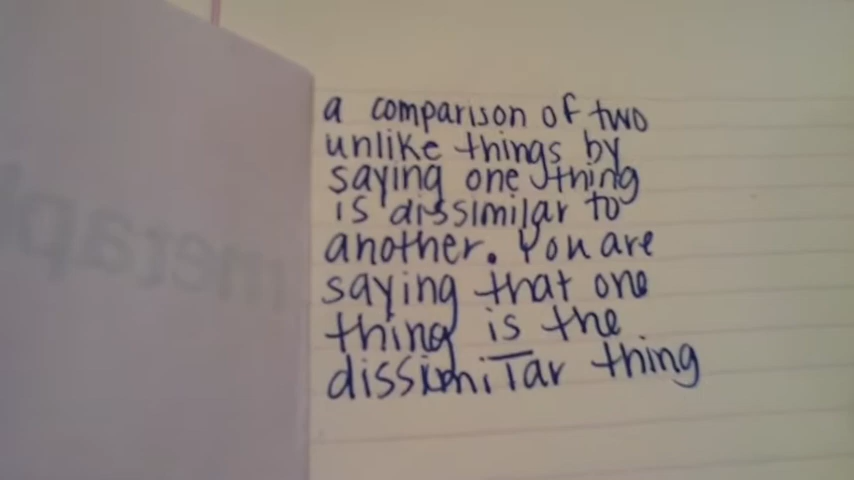 a comparison of two
unlike things by
saying one thing
is dissimilar to
another. You are
saying that one
thing is the
dissimilar thing